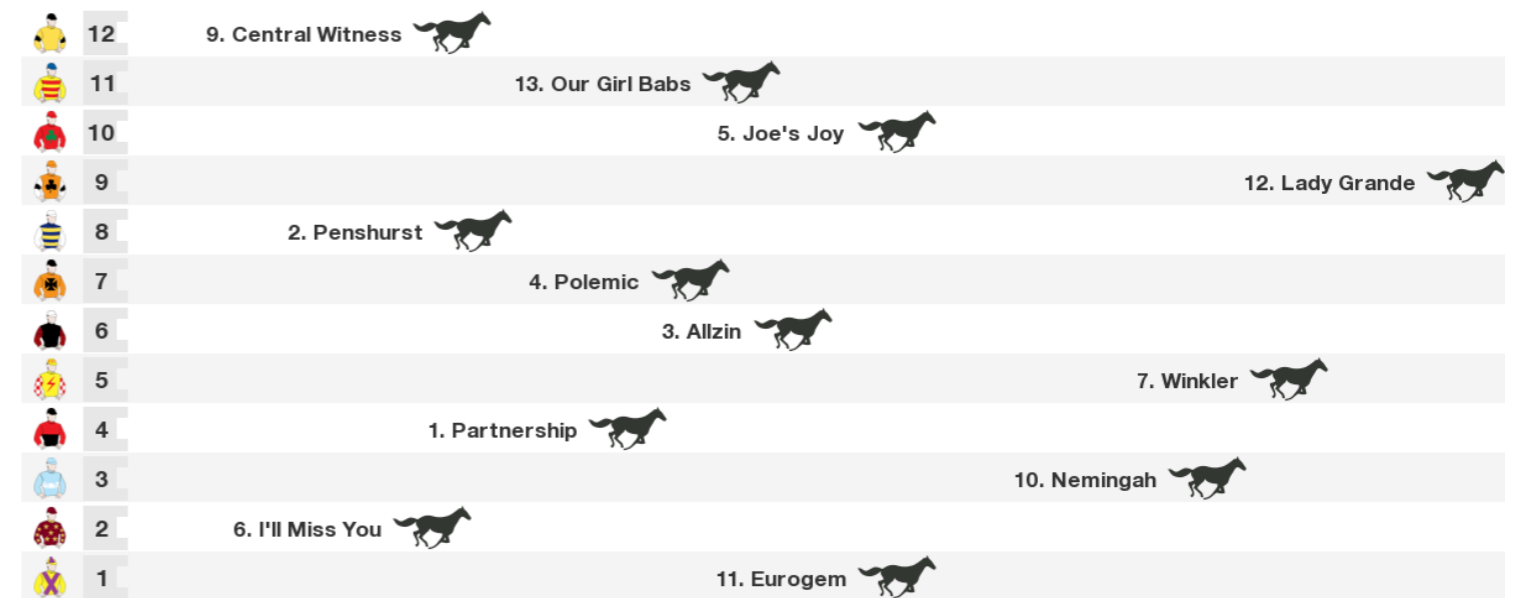 12 9. Central Witness
11 13. Our Girl Babs
10 5. Joe's Joy
9 12. Lady Grande
8 2. Penshurst
7 4. Polemic
6 3. Allzin
5 7. Winkler
4 1. Partnership
3 10. Nemingah
2 6. I'll Miss You
1 11. Eurogem